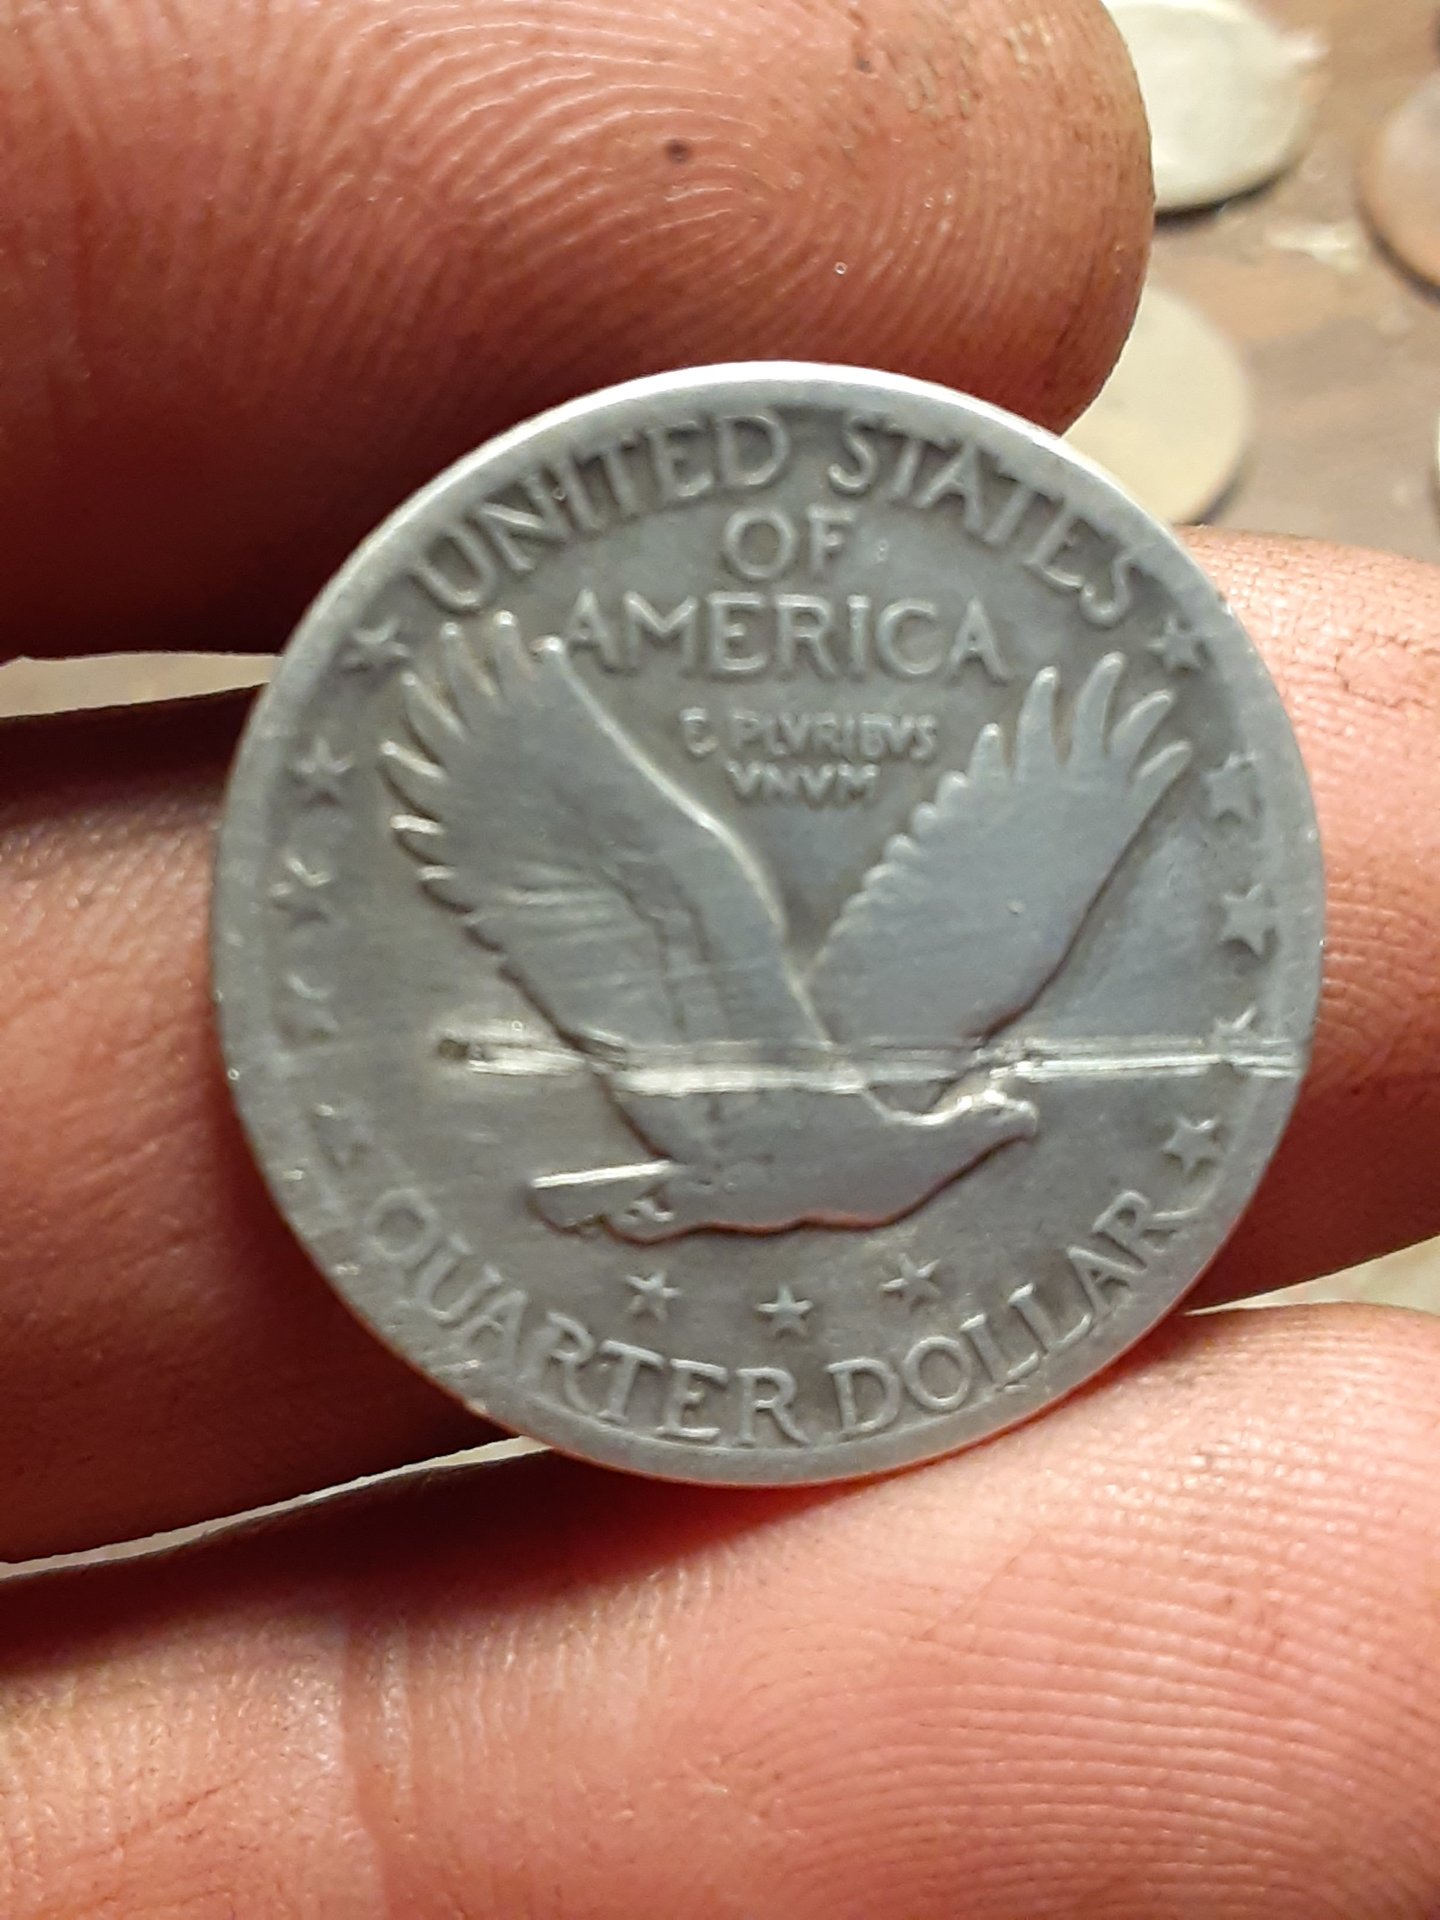 UNITED STATES
OF
AMERICA
E PLVRIBVS
VNVM
QUARTER DOLLAR